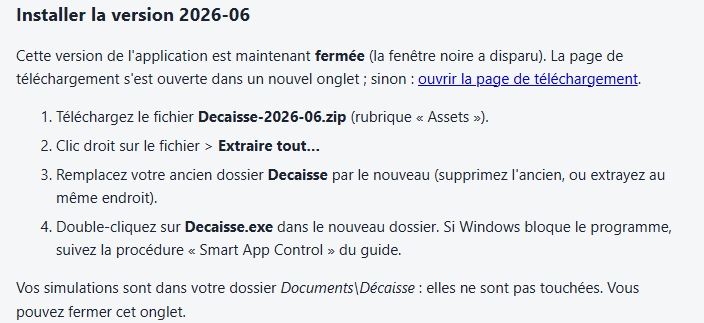 Installer la version 2026-06
Cette version de l'application est maintenant fermée (la fenêtre noire a disparu). La page de
téléchargement s'est ouverte dans un nouvel onglet ; sinon : ouvrir la page de téléchargement.
1. Téléchargez le fichier Decaisse-2026-06.zip (rubrique « Assets »).
2. Clic droit sur le fichier > Extraire tout...
3. Remplacez votre ancien dossier Decaisse par le nouveau (supprimez l'ancien, ou extrayez au
même endroit).
4. Double-cliquez sur Decaisse.exe dans le nouveau dossier. Si Windows bloque le programme,
suivez la procédure « Smart App Control » du guide.
Vos simulations sont dans votre dossier Documents\Décaisse : elles ne sont pas touchées. Vous
pouvez fermer cet onglet.